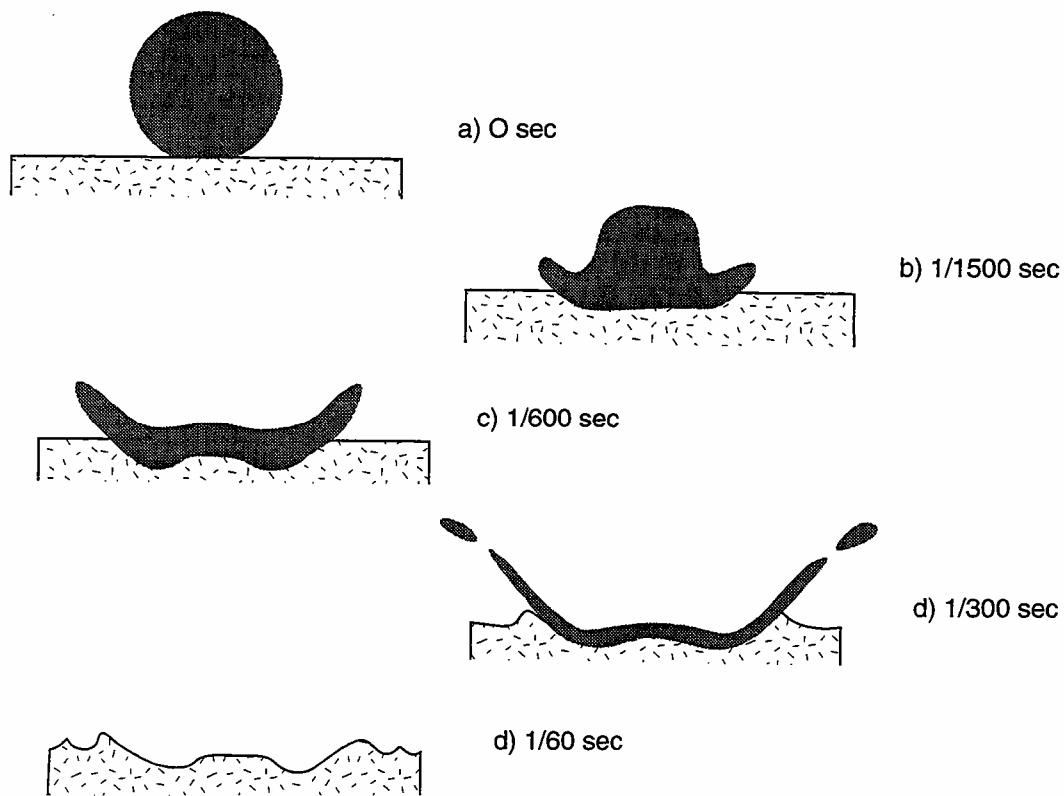 a) O sec
b) 1/1500 sec
c) 1/600 sec
d) 1/300 sec
d) 1/60 sec